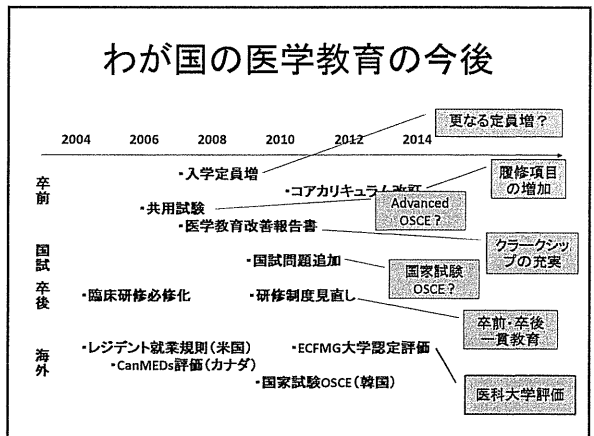 わが国の医学教育の今後
2004 2006 2008 2010 2012 2014
更なる定員増？
卒前
・入学定員増
・コアカリキュラム改訂
履修項目
の増加
・共用試験
Advanced
OSCE？
・医学教育改善報告書
クラークシッ
プの充実
国試
・国試問題追加
国家試験
OSCE？
卒後
・臨床研修必修化
・研修制度見直し
卒前・卒後
一貫教育
海外
・レジデント就業規則（米国）
・ECFMG大学認定評価
・CanMEDs評価（カナダ）
・国家試験OSCE（韓国）
医科大学評価